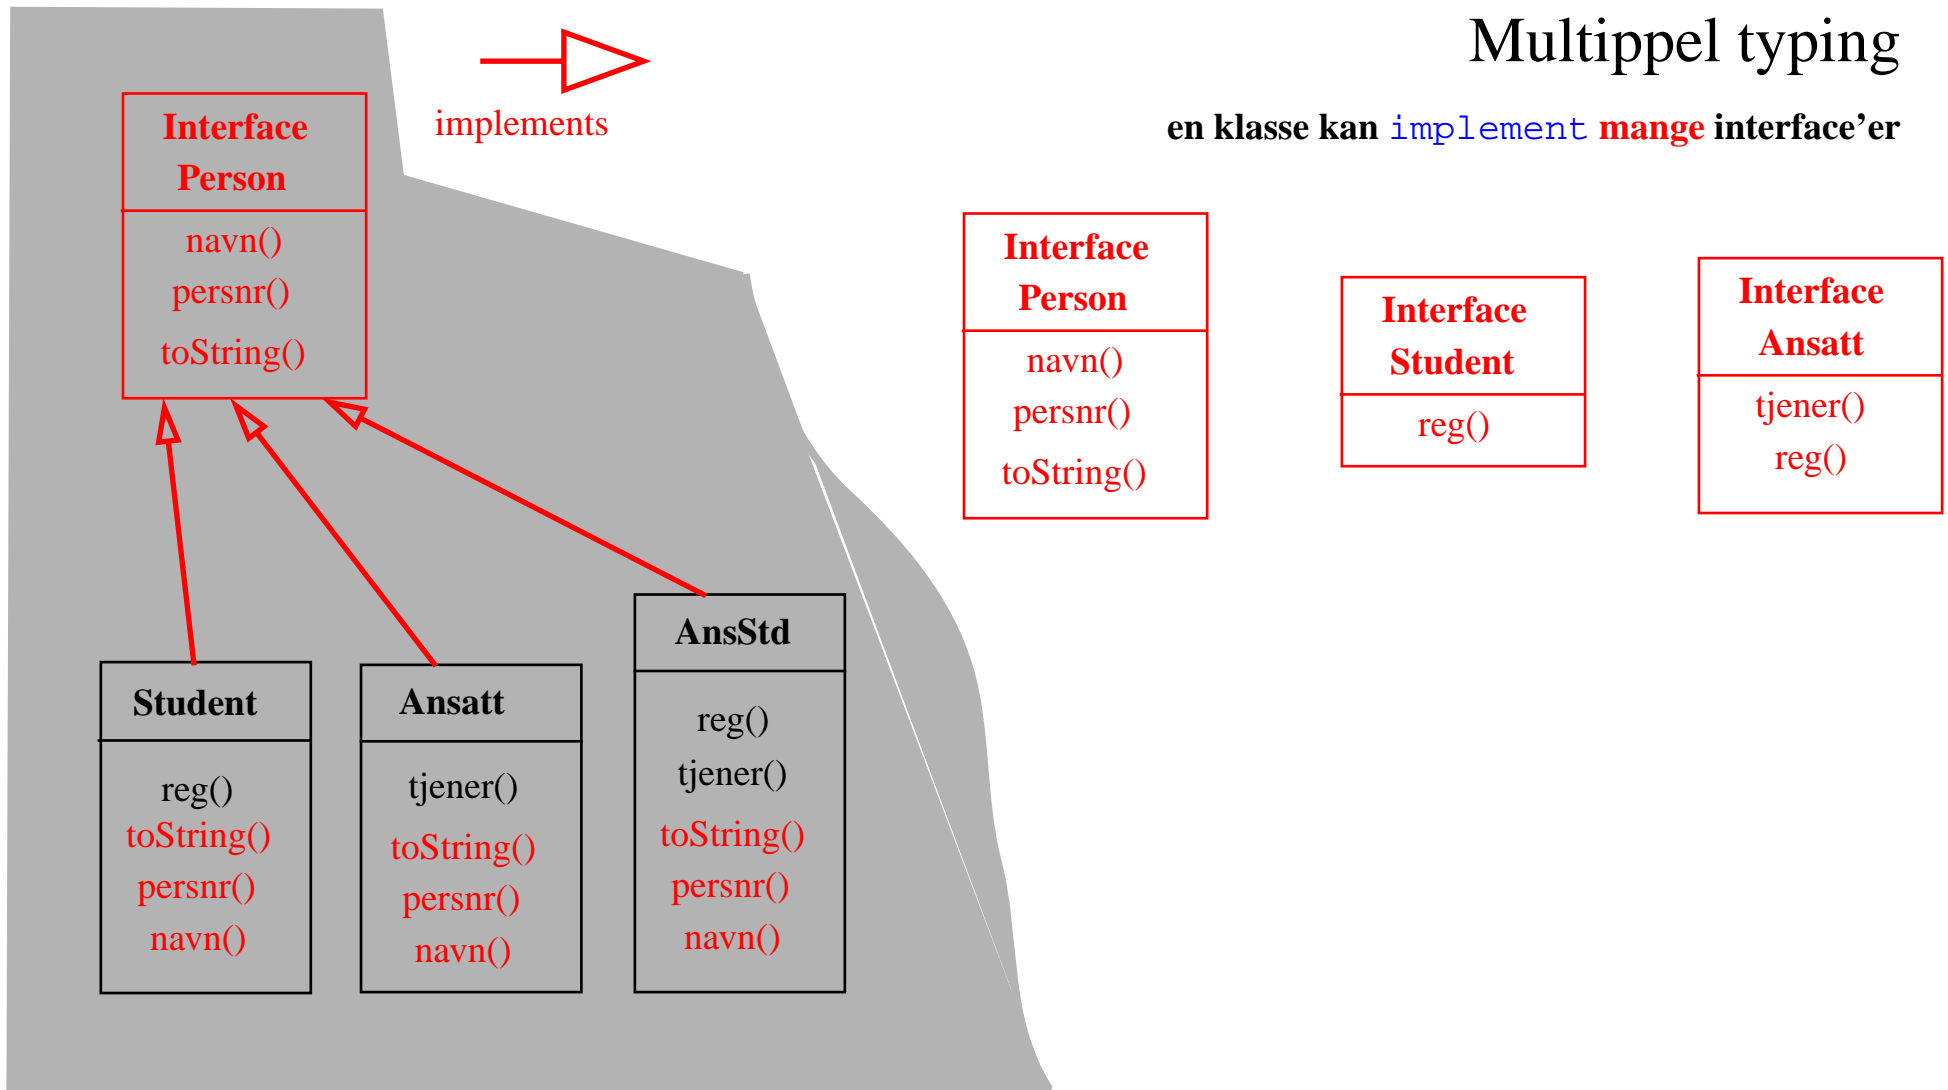 Multippel typing
en klasse kan implement mange interface’er
implements
Interface
Person
navn()
persnr()
toString()
Student
reg()
toString()
persnr()
navn()
Ansatt
tjener()
toString()
persnr()
navn()
AnsStd
reg()
tjener()
toString()
persnr()
navn()
Interface
Person
navn()
persnr()
toString()
Interface
Student
reg()
Interface
Ansatt
tjener()
reg()